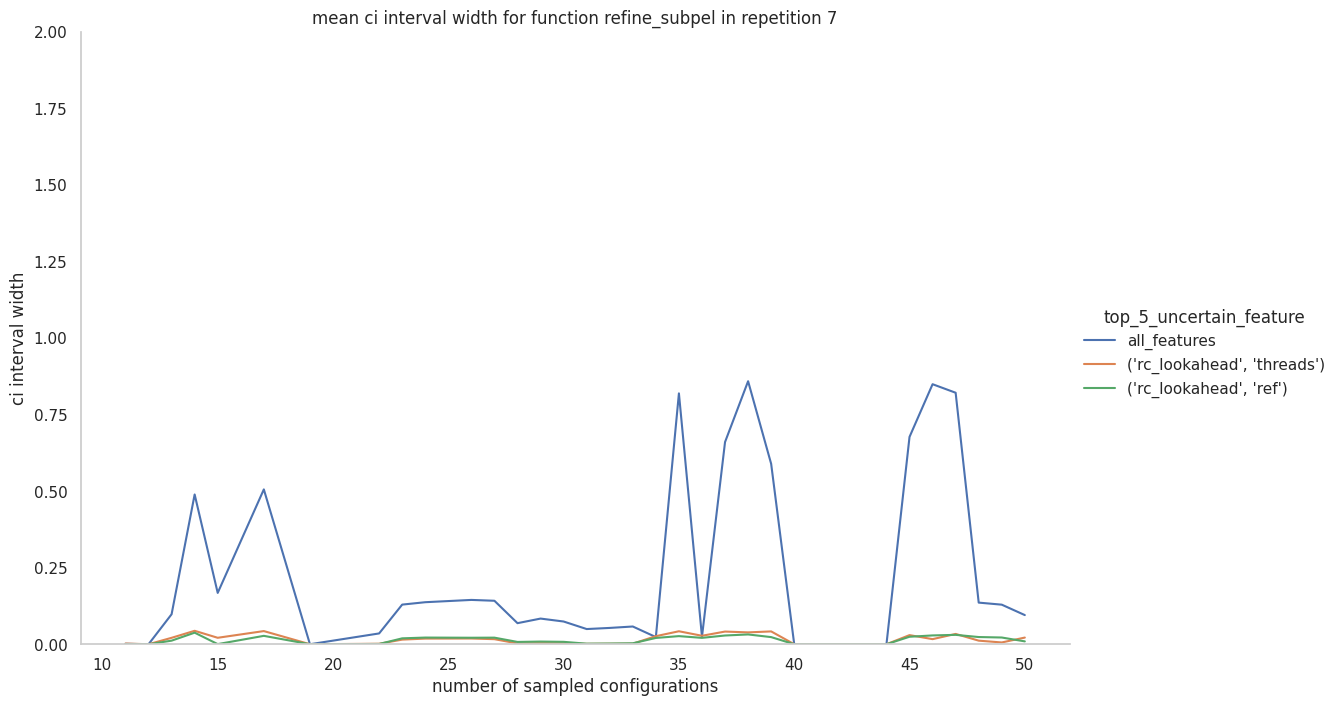 mean ci interval width for function refine_subpel in repetition 7
2.00
1.75
1.50
1.25
1.00
0.75
0.50
0.25
0.00
ci interval width
10 15 20 25 30 35 40 45 50
number of sampled configurations
top_5_uncertain_feature
all_features
('rc_lookahead', 'threads')
('rc_lookahead', 'ref')